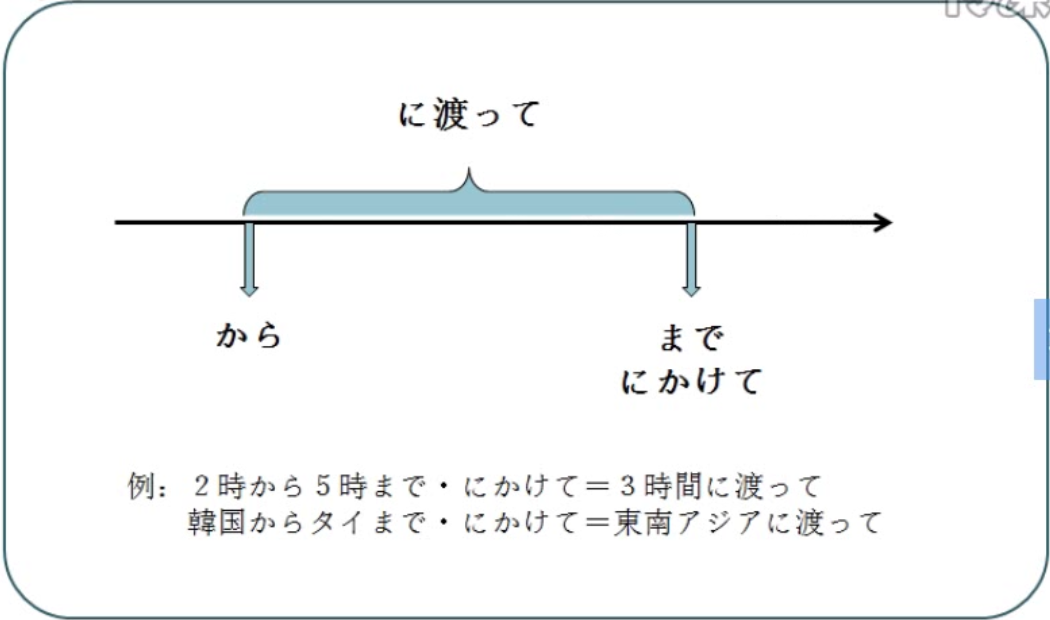 に渡って
から
まで
にかけて
例：２時から５時まで・にかけて＝３時間に渡って
韓国からタイまで・にかけて＝東南アジアに渡って